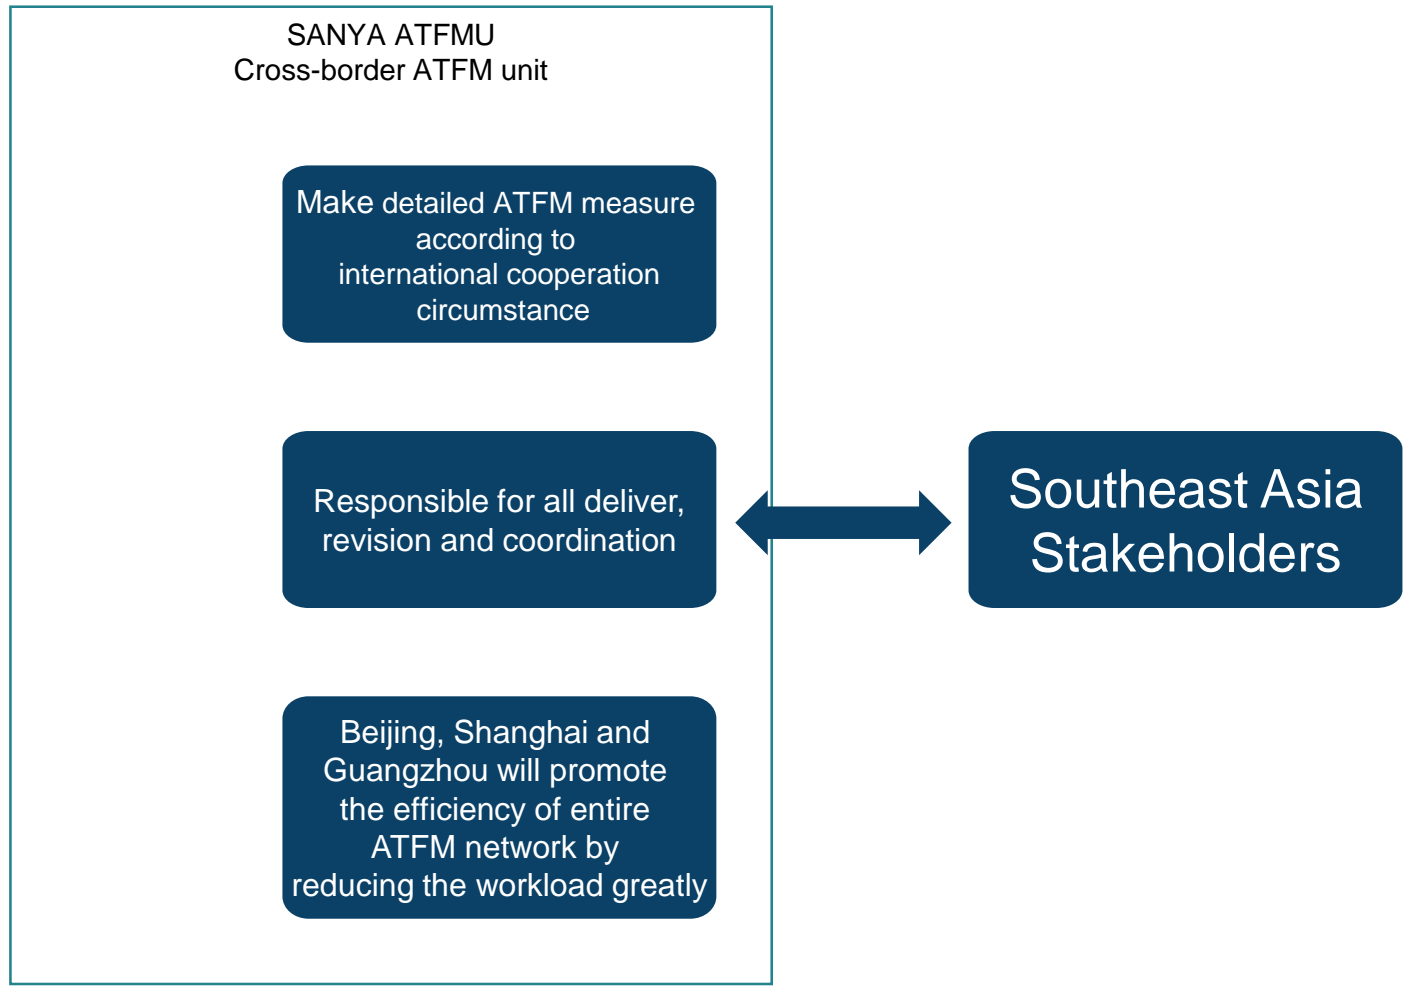 SANYA ATFMU
Cross-border ATFM unit
Make detailed ATFM measure
according to
international cooperation
circumstance
Responsible for all deliver,
revision and coordination
Southeast Asia
Stakeholders
Beijing, Shanghai and
Guangzhou will promote
the efficiency of entire
ATFM network by
reducing the workload greatly